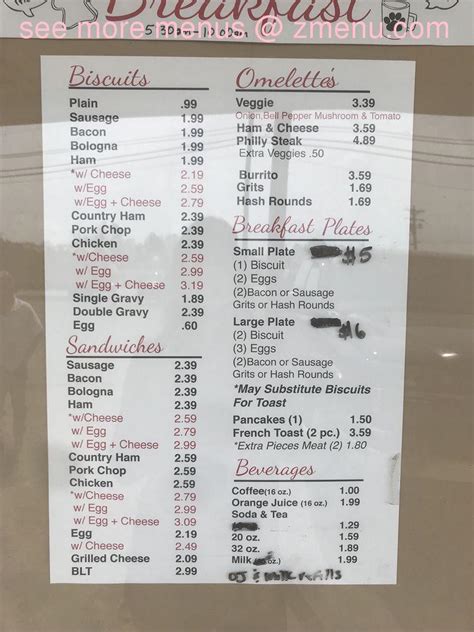 Breakfast
5:30am-10:00am
see more menus @ zmenu.com
Biscuits
Plain .99
Sausage 1.99
Bacon 1.99
Bologna 1.99
Ham 1.99
*w/ Cheese 2.19
w/Egg 2.59
w/Egg + Cheese 2.79
Country Ham 2.39
Pork Chop 2.39
Chicken 2.39
*w/Cheese 2.59
w/ Egg 2.99
w/ Egg + Cheese 3.19
Single Gravy 1.89
Double Gravy 2.39
Egg .60
Sandwiches
Sausage 2.39
Bacon 2.39
Bologna 2.39
Ham 2.39
*w/Cheese 2.59
w/ Egg 2.59
w/ Egg + Cheese 2.99
Country Ham 2.59
Pork Chop 2.59
Chicken 2.59
*w/Cheese 2.79
w/ Egg 2.99
w/ Egg + Cheese 3.09
Egg 2.19
w/ Cheese 2.49
Grilled Cheese 2.09
BLT 2.99
Omelette's
Veggie 3.39
Onion,Bell Pepper Mushroom & Tomato
Ham & Cheese 3.59
Philly Steak 4.89
Extra Veggies .50
Burrito 3.59
Grits 1.69
Hash Rounds 1.69
Breakfast Plates
Small Plate #5
(1) Biscuit
(2) Eggs
(2)Bacon or Sausage
Grits or Hash Rounds
Large Plate #6
(2) Biscuit
(3) Eggs
(2)Bacon or Sausage
Grits or Hash Rounds
*May Substitute Biscuits
For Toast
Pancakes (1) 1.50
French Toast (2 pc.) 3.59
*Extra Pieces Meat (2) 1.80
Beverages
Coffee(16 oz.) 1.00
Orange Juice (16 oz.) 1.99
Soda & Tea
1.29
20 oz. 1.59
32 oz. 1.89
Milk oz.) 1.99
OJ & milk refills